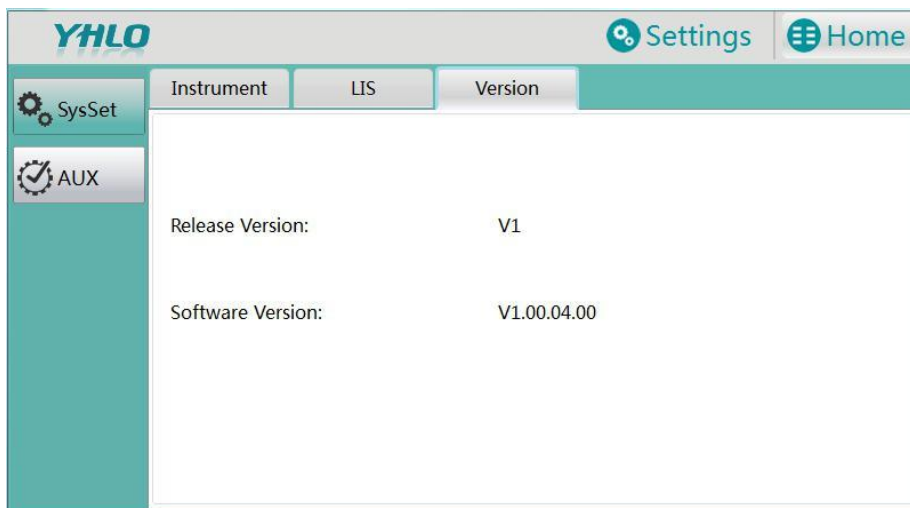 YHLO
Settings
Home
SysSet
AUX
Instrument
LIS
Version
Release Version: V1
Software Version: V1.00.04.00